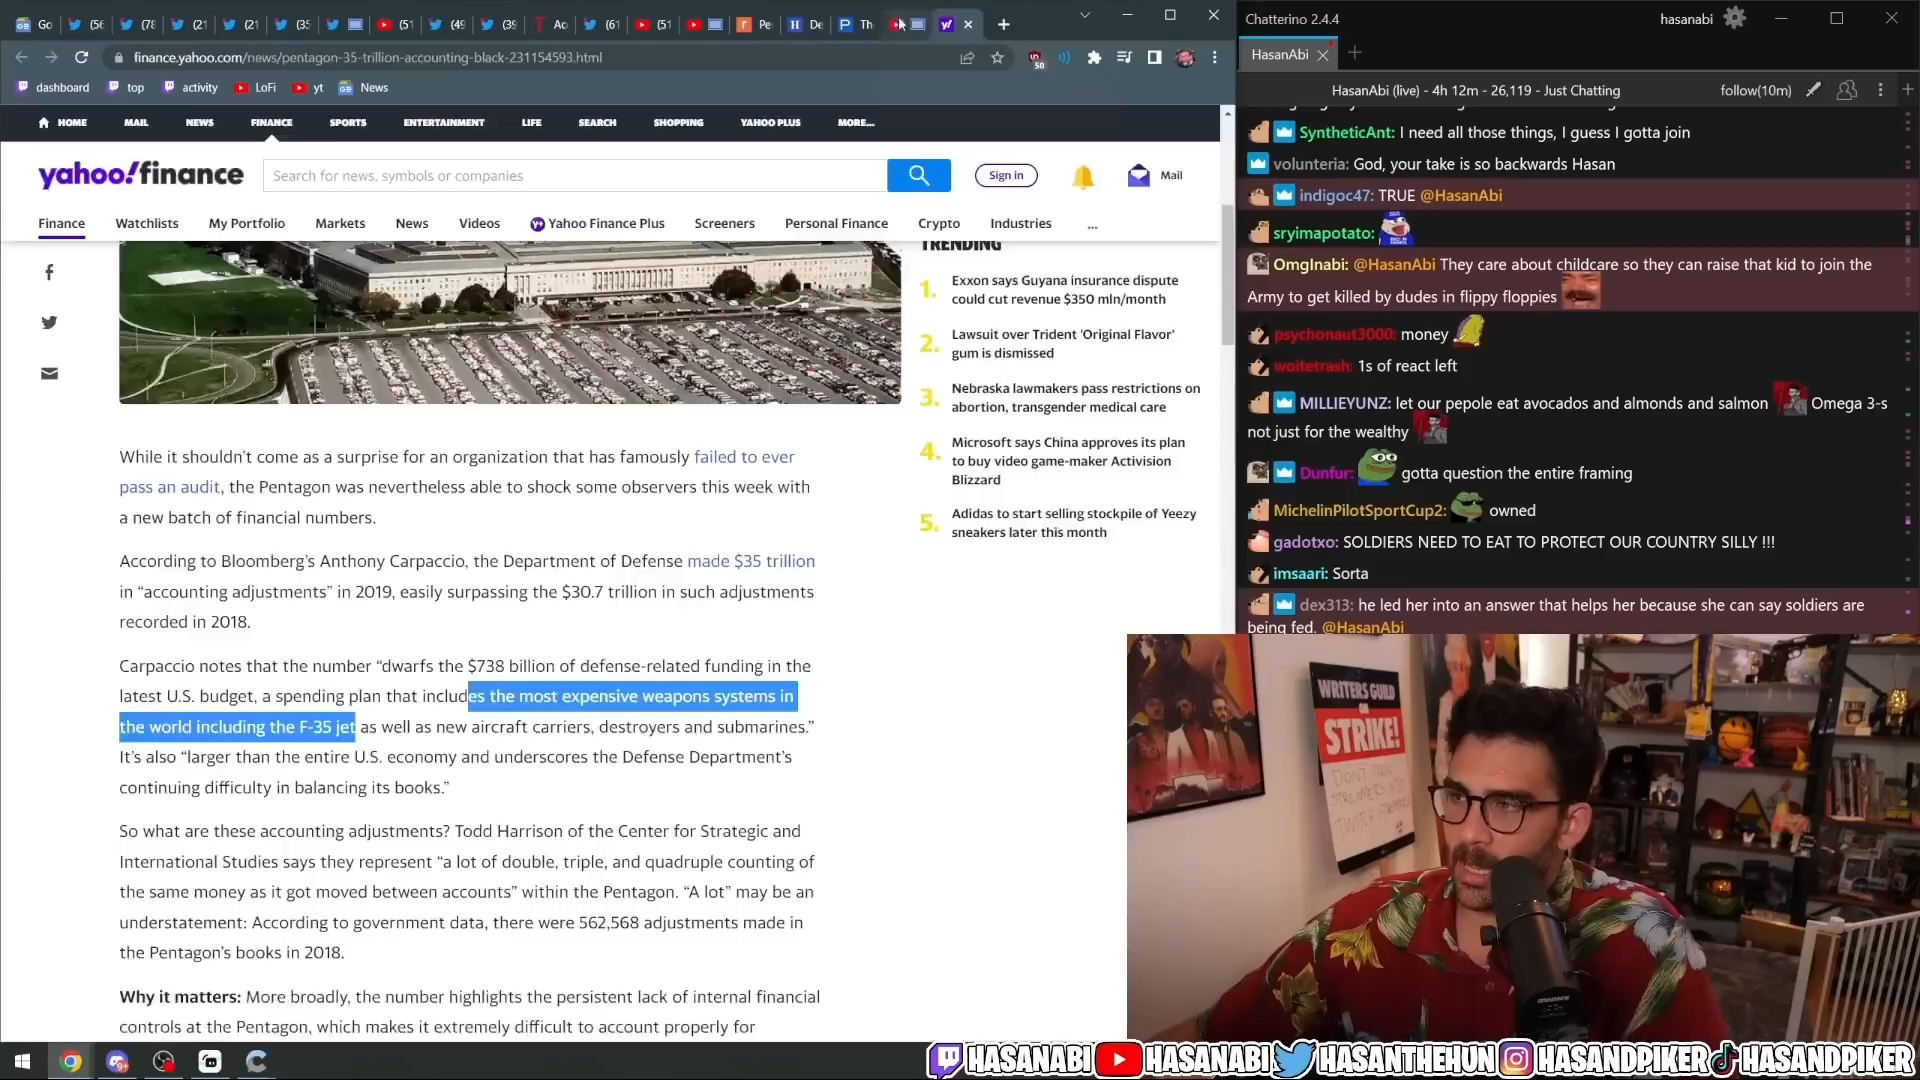 Go
(56
(78
(21
(21
(35
(51
(49
(39
Ac
(61
(51
(51
Pe
De
Th
finance.yahoo.com/news/pentagon-35-trillion-accounting-black-231154593.html
50
dashboard
top
activity
LoFi
yt
News
HOME
MAIL
NEWS
FINANCE
SPORTS
ENTERTAINMENT
LIFE
SEARCH
SHOPPING
YAHOO PLUS
MORE...
yahoo!finance
Search for news, symbols or companies
Sign in
Mail
Finance
Watchlists
My Portfolio
Markets
News
Videos
Yahoo Finance Plus
Screeners
Personal Finance
Crypto
Industries
...
While it shouldn't come as a surprise for an organization that has famously failed to ever
pass an audit, the Pentagon was nevertheless able to shock some observers this week with
a new batch of financial numbers.
According to Bloomberg's Anthony Carpaccio, the Department of Defense made $35 trillion
in “accounting adjustments” in 2019, easily surpassing the $30.7 trillion in such adjustments
recorded in 2018.
Carpaccio notes that the number “dwarfs the $738 billion of defense-related funding in the
latest U.S. budget, a spending plan that includes the most expensive weapons systems in
the world including the F-35 jet as well as new aircraft carriers, destroyers and submarines.”
It's also “larger than the entire U.S. economy and underscores the Defense Department's
continuing difficulty in balancing its books.”
So what are these accounting adjustments? Todd Harrison of the Center for Strategic and
International Studies says they represent “a lot of double, triple, and quadruple counting of
the same money as it got moved between accounts” within the Pentagon. “A lot” may be an
understatement: According to government data, there were 562,568 adjustments made in
the Pentagon's books in 2018.
Why it matters: More broadly, the number highlights the persistent lack of internal financial
controls at the Pentagon, which makes it extremely difficult to account properly for
TRENDING
1. Exxon says Guyana insurance dispute
could cut revenue $350 mln/month
2. Lawsuit over Trident 'Original Flavor'
gum is dismissed
3. Nebraska lawmakers pass restrictions on
abortion, transgender medical care
4. Microsoft says China approves its plan
to buy video game-maker Activision
Blizzard
5. Adidas to start selling stockpile of Yeezy
sneakers later this month
Chatterino 2.4.4
hasanabi
HasanAbi
HasanAbi (live) - 4h 12m - 26,119 - Just Chatting
follow(10m)
SyntheticAnt: I need all those things, I guess I gotta join
volunteria: God, your take is so backwards Hasan
indigoc47: TRUE @HasanAbi
sryimapotato:
OmgInabi: @HasanAbi They care about childcare so they can raise that kid to join the
Army to get killed by dudes in flippy floppies
psychonaut3000: money
woitetrash: 1s of react left
MILLIEYUNZ: let our pepole eat avocados and almonds and salmon Omega 3-s
not just for the wealthy
Dunfur: gotta question the entire framing
MichelinPilotSportCup2: owned
gadotxo: SOLDIERS NEED TO EAT TO PROTECT OUR COUNTRY SILLY !!!
imsaari: Sorta
dex313: he led her into an answer that helps her because she can say soldiers are
being fed. @HasanAbi
WRITERS GUILD
ON
STRIKE!
HASANABI
HASANABI
HASANTHEHUN
HASANDPIKER
HASANDPIKER